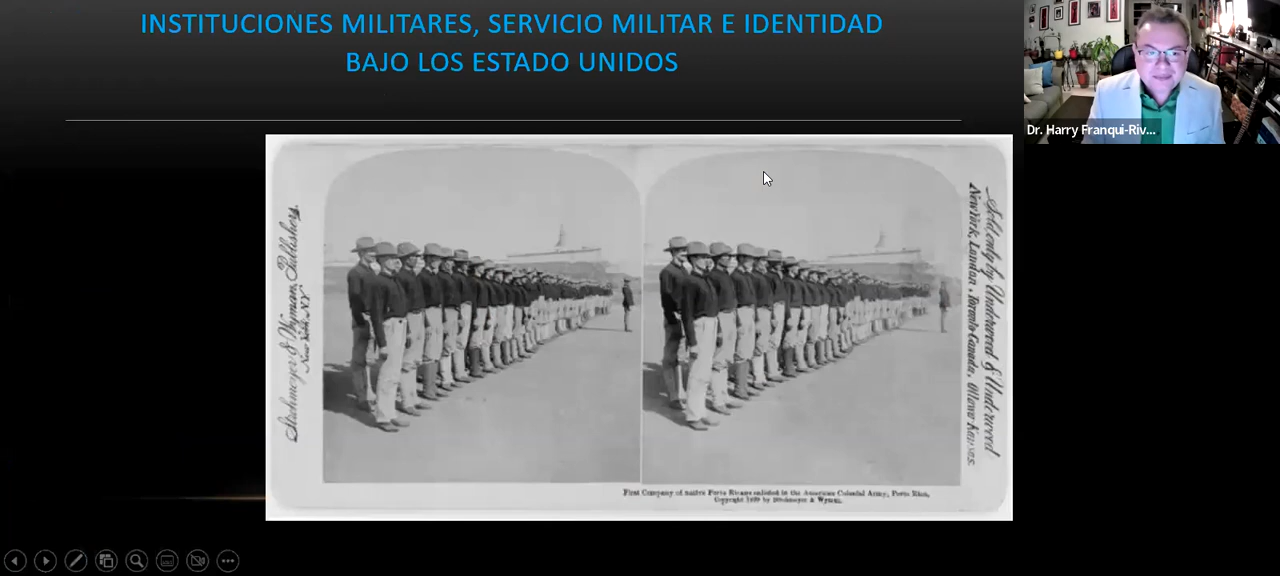 INSTITUCIONES MILITARES, SERVICIO MILITAR E IDENTIDAD
BAJO LOS ESTADO UNIDOS
Dr. Harry Franqui-Riv...
Strohmeyer & Wyman, Publishers,
New York, N.Y.
Sold only by Underwood & Underwood
New York, London, Toronto-Canada, Ottawa-Kansas.
First Company of native Porto Ricans enlisted in the American Colonial Army, Porto Rico.
Copyright 1899 by Strohmeyer & Wyman.